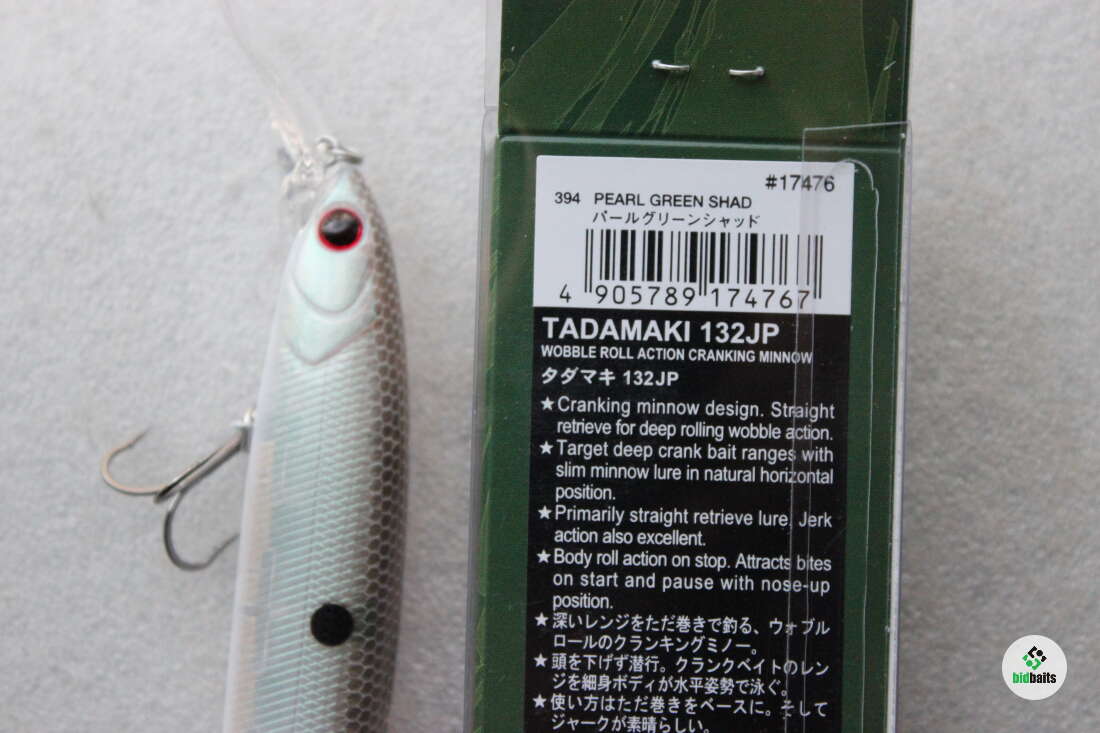 #17476
394 PEARL GREEN SHAD
パールグリーンシャッド
4 905789 174767
TADAMAKI 132JP
WOBBLE ROLL ACTION CRANKING MINNOW
タダマキ 132JP
★Cranking minnow design. Straight
retrieve for deep rolling wobble action.
★Target deep crank bait ranges with
slim minnow lure in natural horizontal
position.
★Primarily straight retrieve lure. Jerk
action also excellent.
★Body roll action on stop. Attracts bites
on start and pause with nose-up
position.
★深いレンジをただ巻きで釣る、ウォブル
ロールのクランキングミノー。
★頭を下げず潜行。クランクベイトのレン
ジを細身ボディが水平姿勢で泳ぐ。
★使い方はただ巻きをベースに。そして
ジャークが素晴らしい。
bidbaits